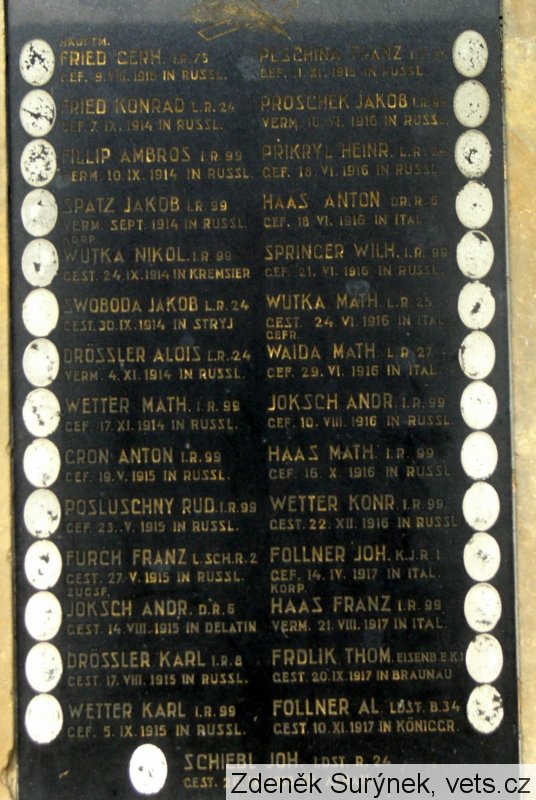 HAUPTM.
FRIED GERH. I.R. 75
GEF. 9. VIII. 1916 IN RUSSL.
FRIED KONRAD L.R. 24
GEF. 7. IX. 1914 IN RUSSL.
FILLIP AMBROS I.R. 99
VERM. 10. IX. 1914 IN RUSSL.
SPATZ JAKOB I.R. 99
VERM. SEPT. 1914 IN RUSSL.
KORP.
WUTKA NIKOL. I.R. 99
GEST. 24. IX. 1914 IN KREMSIER
SWOBODA JAKOB L.R. 24
GEST. 30. IX. 1914 IN STRYJ
DRÖSSLER ALOIS L.R. 24
VERM. 4. XI. 1914 IN RUSSL.
WETTER MATH. I.R. 99
GEF. 17. XI. 1914 IN RUSSL.
GRON ANTON I.R. 99
GEF. 19. V. 1915 IN RUSSL.
POSLUSCHNY RUD. I.R. 99
GEF. 23. V. 1915 IN RUSSL.
FURCH FRANZ L.SCH.R. 2
GEST. 27. V. 1915 IN RUSSL.
ZUGSF.
JOKSCH ANDR. D.R. 6
GEST. 14. VIII. 1915 IN DELATIN
DRÖSSLER KARL I.R. 8
GEST. 17. VIII. 1915 IN RUSSL.
WETTER KARL I.R. 99
GEF. 5. IX. 1915 IN RUSSL.
PESCHINA FRANZ I.R.
GEF. 1. XI. 1915 IN RUSSL.
PROSCHEK JAKOB I.R. 99
VERM. 16. VI. 1916 IN RUSSL.
PŘIKRYL HEINR. L.R. 24
GEF. 18. VI. 1916 IN RUSSL.
HAAS ANTON DR.R. 6
GEF. 18 VI. 1916 IN ITAL.
SPRINGER WILH. I.R. 99
GEF. 21. VI. 1916 IN RUSSL.
WUTKA MATH. L.R. 25
GEST. 24. VI. 1916 IN ITAL.
GEFR.
WAIDA MATH. L.R. 27
GEF. 29. VI. 1916 IN ITAL.
JOKSCH ANDR. I.R. 99
GEF. 10. VIII. 1916 IN RUSSL.
HAAS MATH. I.R. 99
GEF. 16. X. 1916 IN RUSSL.
WETTER KONR. I.R. 99
GEST. 22. XII. 1916 IN RUSSL
FOLLNER JOH. K.J.R. 1
GEF. 14. IV. 1917 IN ITAL.
KORP.
HAAS FRANZ I.R. 99
VERM. 21. VIII. 1917 IN ITAL.
FRDLIK THOM. EISENB.E.K.1
GEST. 20. IX. 1917 IN BRAUNAU
FOLLNER AL. LDST. B. 34
GEST. 10. XI. 1917 IN KÖNIGGR.
SCHIEBL JOH. LDST. R. 24
GEST.
Zdeněk Surýnek, vets.cz